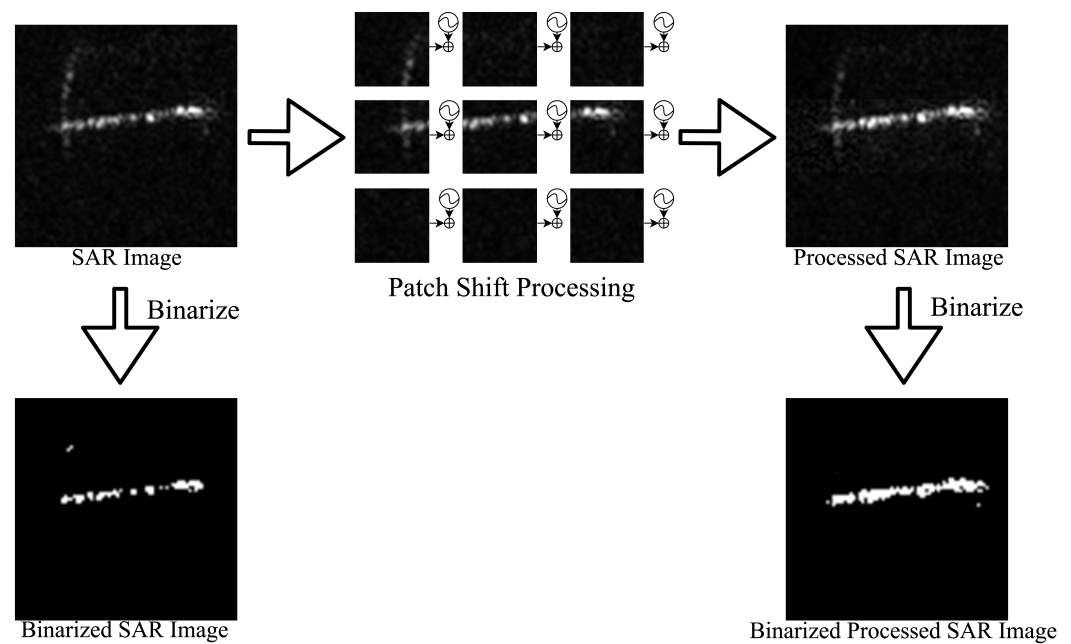 SAR Image
Processed SAR Image
Patch Shift Processing
Binarize
Binarize
Binarized SAR Image
Binarized Processed SAR Image